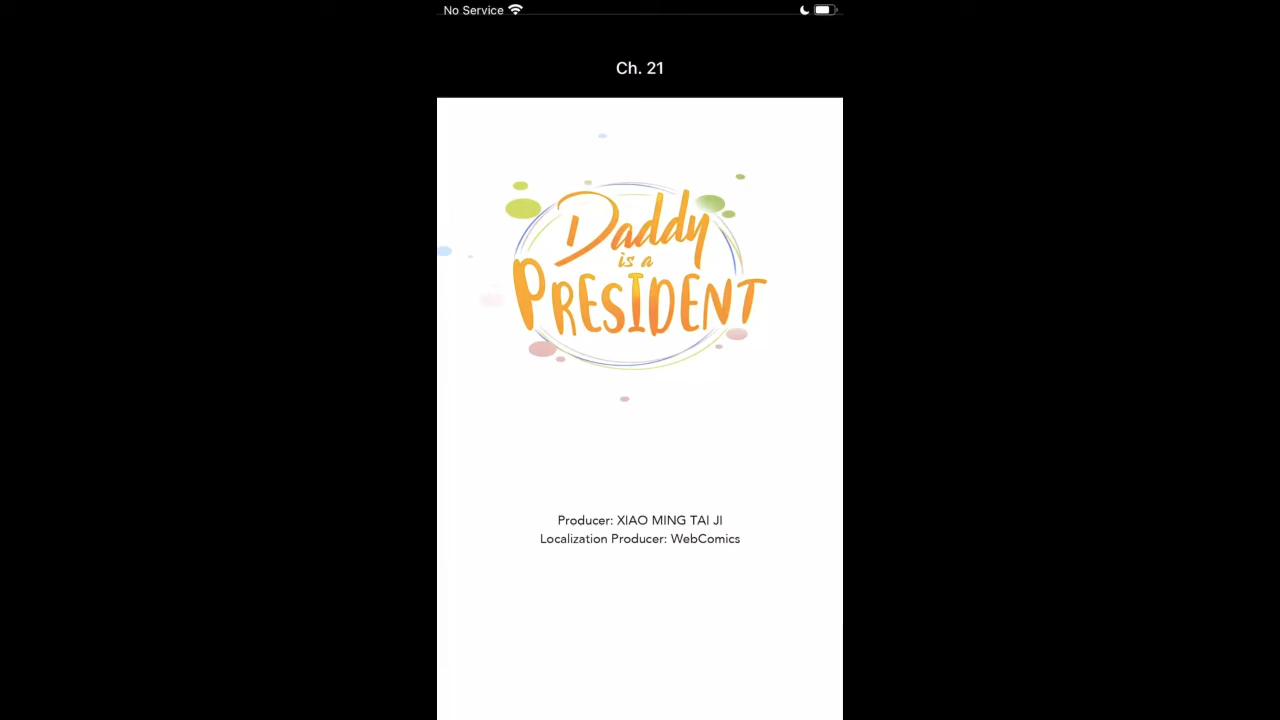 No Service
Ch. 21
Daddy
is a
PRESIDENT
Producer: XIAO MING TAI JI
Localization Producer: WebComics